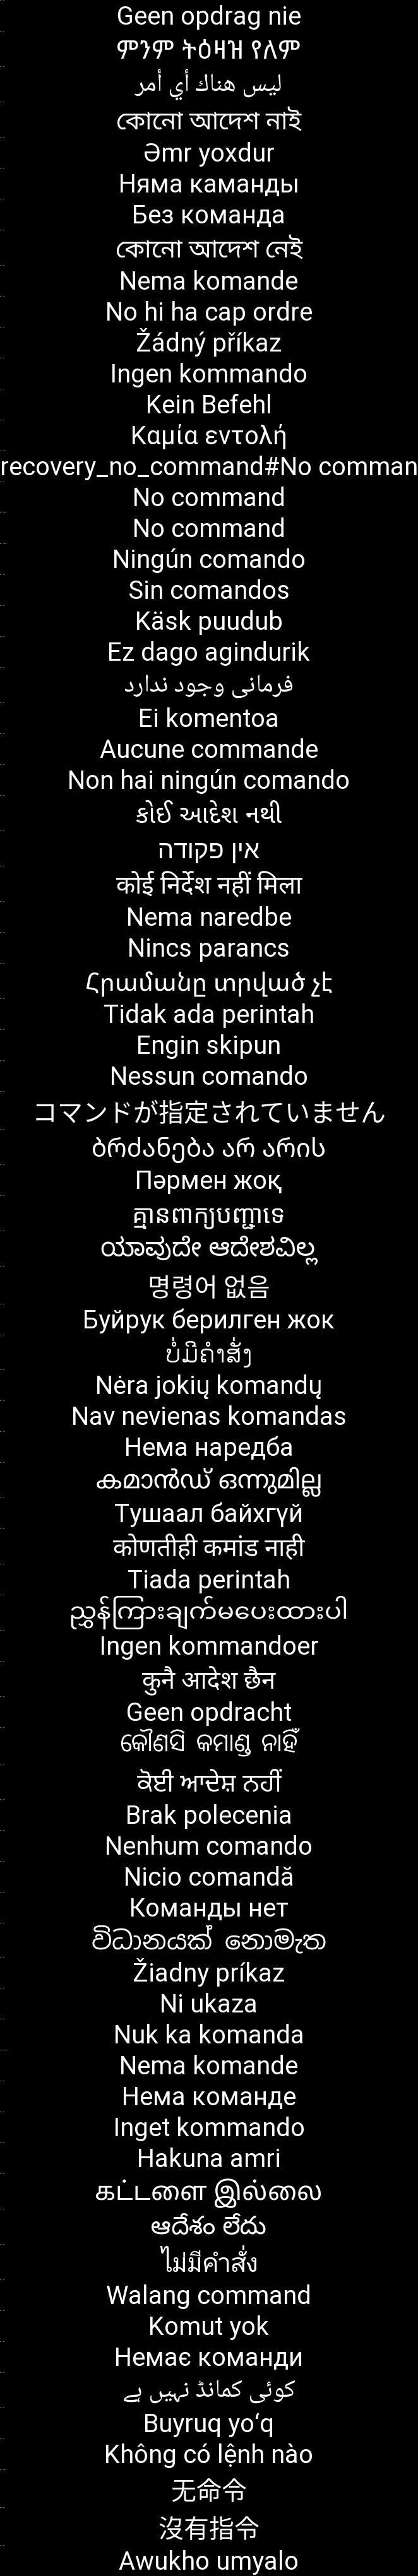 Geen opdrag nie
ምንም ትዕዛዝ የለም
ليس هناك أي أمر
কোনো আদেশ নাই
Əmr yoxdur
Няма каманды
Без команда
কোনো আদেশ নেই
Nema komande
No hi ha cap ordre
Žádný příkaz
Ingen kommando
Kein Befehl
Καμία εντολή
recovery_no_command#No comman
No command
No command
Ningún comando
Sin comandos
Käsk puudub
Ez dago agindurik
فرمانی وجود ندارد
Ei komentoa
Aucune commande
Non hai ningún comando
કોઈ આદેશ નથી
אין פקודה
कोई निर्देश नहीं मिला
Nema naredbe
Nincs parancs
Հրամանը տրված չէ
Tidak ada perintah
Engin skipun
Nessun comando
コマンドが指定されていません
ბრძანება არ არის
Пәрмен жоқ
គ្មានពាក្យបញ្ជាទេ
ಯಾವುದೇ ಆದೇಶವಿಲ್ಲ
명령어 없음
Буйрук берилген жок
ບໍ່ມີຄຳສັ່ງ
Nėra jokių komandų
Nav nevienas komandas
Нема наредба
കമാൻഡ് ഒന്നുമില്ല
Тушаал байхгүй
कोणतीही कमांड नाही
Tiada perintah
ညွှန်ကြားချက်မပေးထားပါ
Ingen kommandoer
कुनै आदेश छैन
Geen opdracht
କୌଣସି କମାଣ୍ଡ ନାହିଁ
ਕੋਈ ਆਦੇਸ਼ ਨਹੀਂ
Brak polecenia
Nenhum comando
Nicio comandă
Команды нет
විධානයක් නොමැත
Žiadny príkaz
Ni ukaza
Nuk ka komanda
Nema komande
Нема команде
Inget kommando
Hakuna amri
கட்டளை இல்லை
ఆదేశం లేదు
ไม่มีคำสั่ง
Walang command
Komut yok
Немає команди
کوئی کمانڈ نہیں ہے
Buyruq yo‘q
Không có lệnh nào
无命令
沒有指令
Awukho umyalo